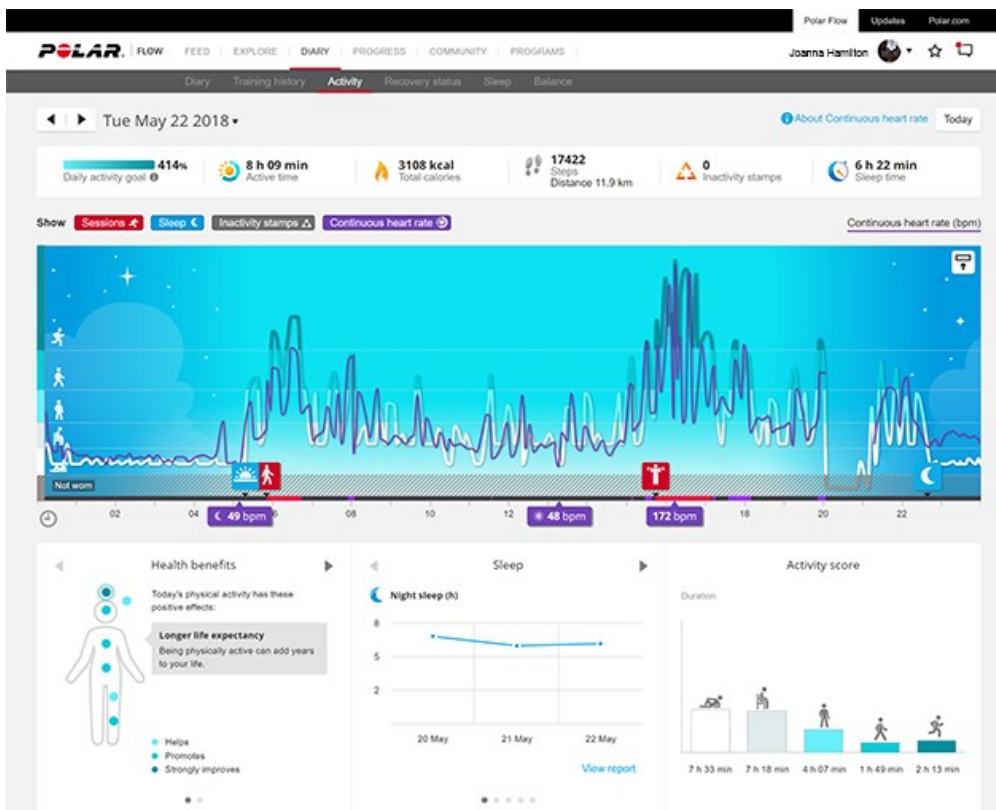 Polar Flow Updates Polar.com
POLAR. FLOW FEED EXPLORE DIARY PROGRESS COMMUNITY PROGRAMS Joanna Hamilton
Diary Training history Activity Recovery status Sleep Balance
Tue May 22 2018 About Continuous heart rate Today
414% 8 h 09 min 3108 kcal 17422 0 6 h 22 min
Daily activity goal Active time Total calories Steps Inactivity stamps Sleep time
Distance 11.9 km
Show Sessions Sleep Inactivity stamps Continuous heart rate Continuous heart rate (bpm)
Not worn
02 04 6 08 10 12 18 20 22
49 bpm 48 bpm 172 bpm
Health benefits Sleep Activity score
Today's physical activity has these
positive effects:
Longer life expectancy
Being physically active can add years
to your life.
Helps
Promotes
Strongly improves
Night sleep (h)
8
5
2
20 May 21 May 22 May
View report
Duration
7 h 33 min 7 h 18 min 4 h 07 min 1 h 49 min 2 h 13 min